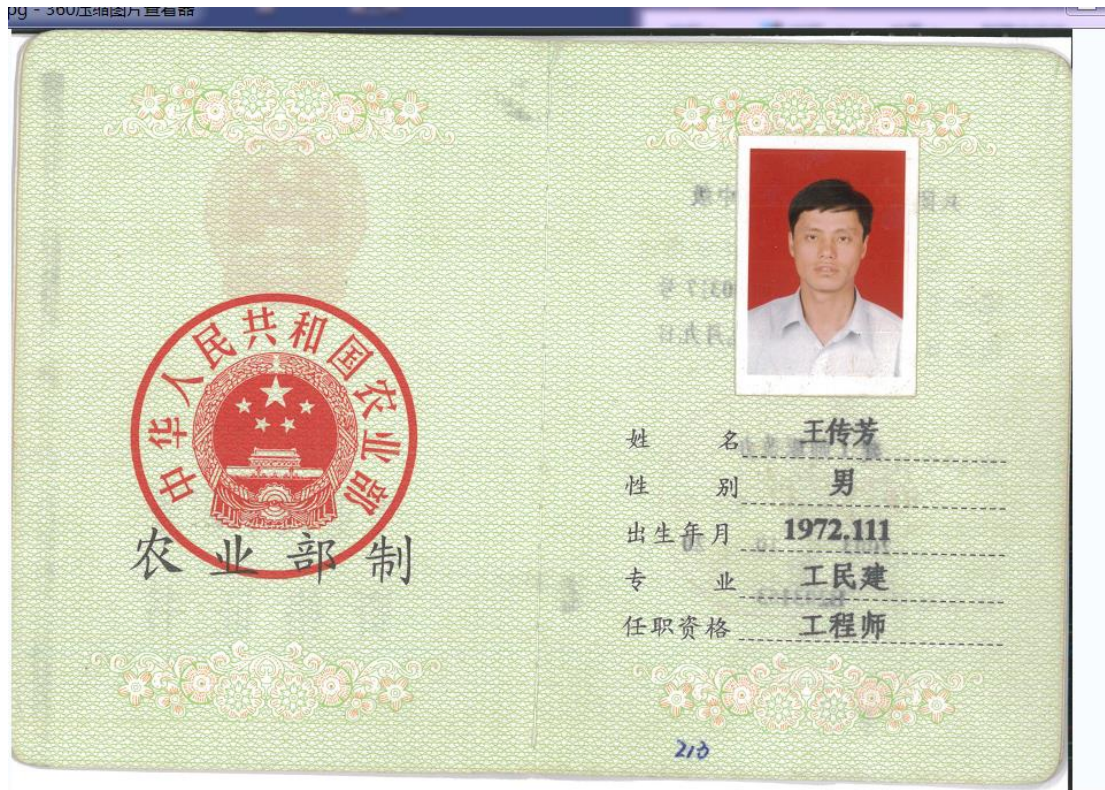 pg - 360压缩图片查看器
中华人民共和国农业部
农业部制
姓名 王传芳
性别 男
出生年月 1972.111
专业 工民建
任职资格 工程师
213